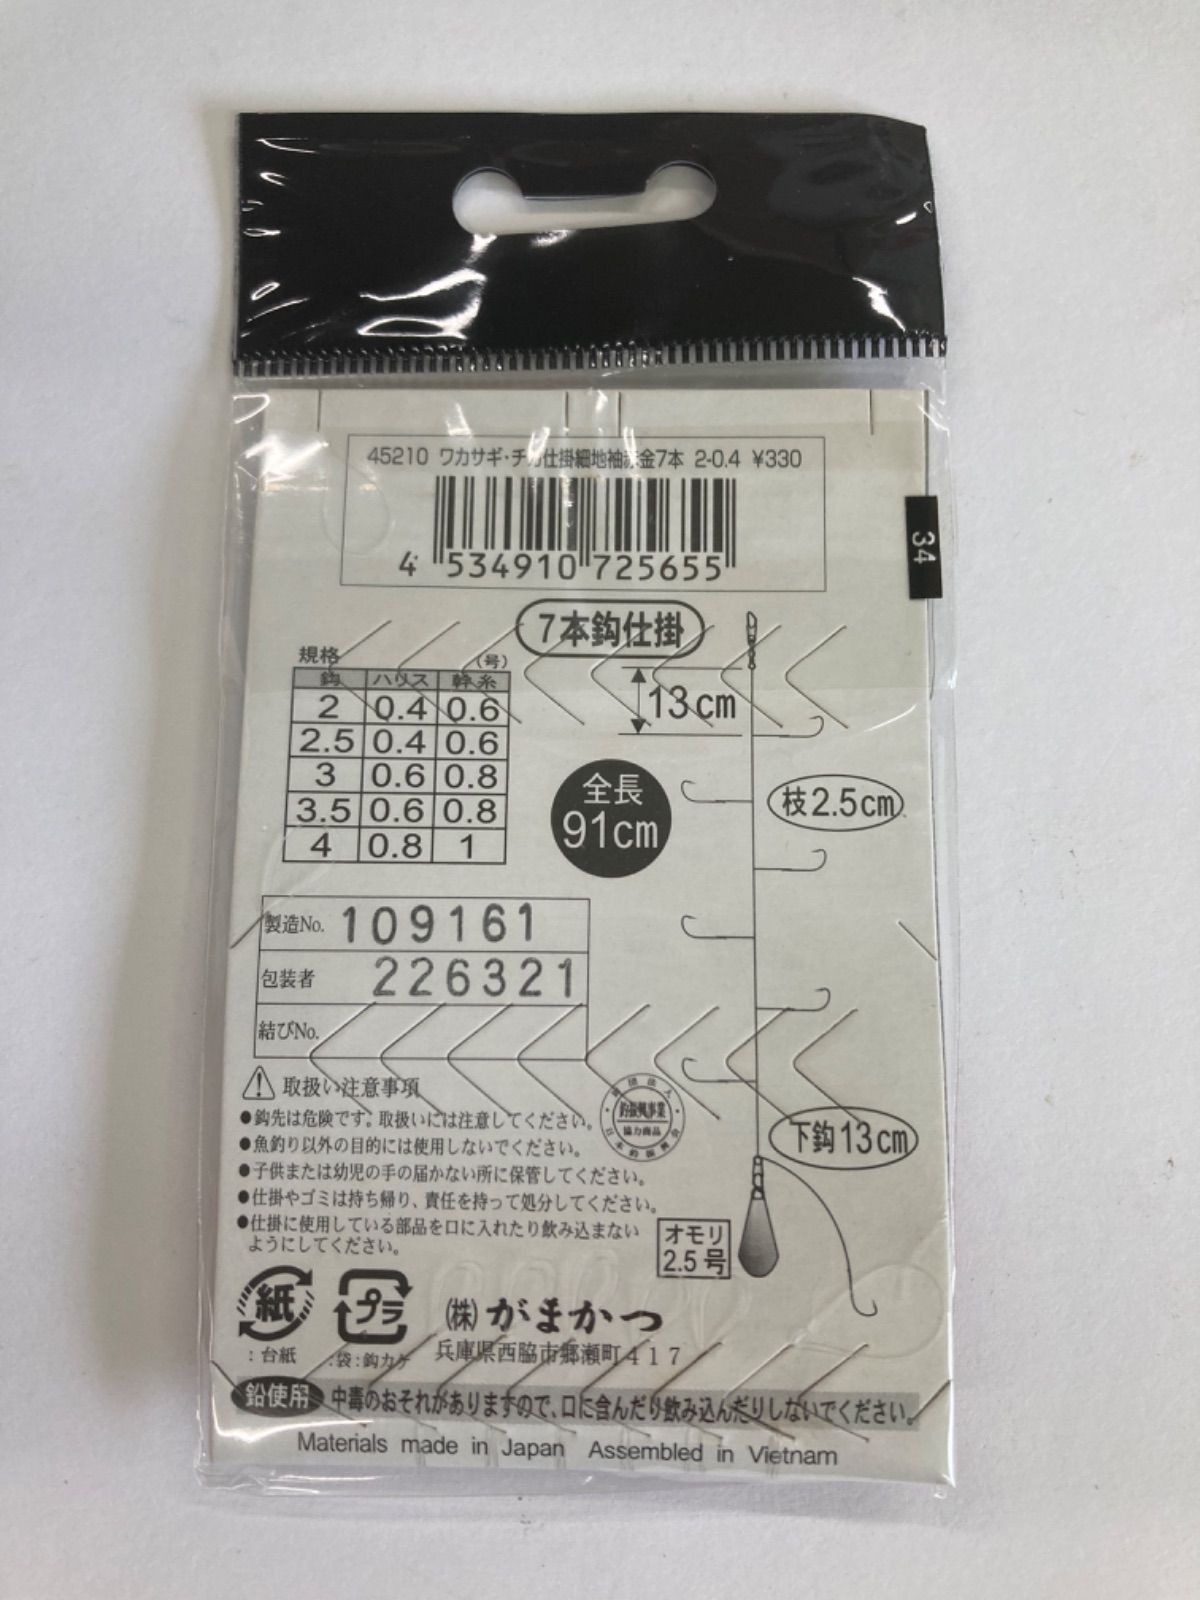 45210 ワカサギ・チカ仕掛細地袖赤金7本 2-0.4 ¥330
4 534910 725655
34
7本鈎仕掛
規格 (号)
鈎 ハリス 幹糸
2 0.4 0.6
2.5 0.4 0.6
3 0.6 0.8
3.5 0.6 0.8
4 0.8 1
13cm
全長
91cm
枝2.5cm
製造No. 109161
包装者 226321
結びNo.
⚠ 取扱い注意事項
●鈎先は危険です。取扱いには注意してください。
●魚釣り以外の目的には使用しないでください。
●子供または幼児の手の届かない所に保管してください。
●仕掛やゴミは持ち帰り、責任を持って処分してください。
●仕掛に使用している部品を口に入れたり飲み込まない
ようにしてください。
釣振興事業
協力商品
下鈎13cm
オモリ
2.5号
紙
:台紙
プラ
:袋:鈎カケ
(株)がまかつ
兵庫県西脇市郷瀬町417
鉛使用 中毒のおそれがありますので、口に含んだり飲み込んだりしないでください。
Materials made in Japan Assembled in Vietnam